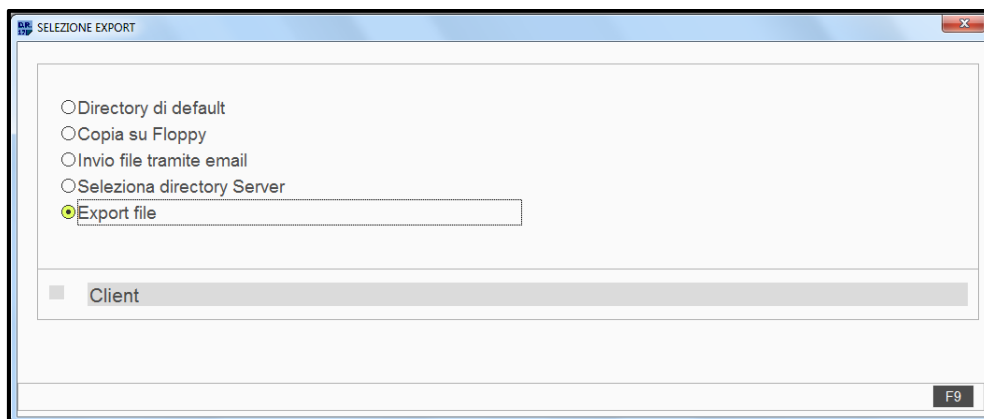 SELEZIONE EXPORT
Directory di default
Copia su Floppy
Invio file tramite email
Seleziona directory Server
Export file
Client
F9